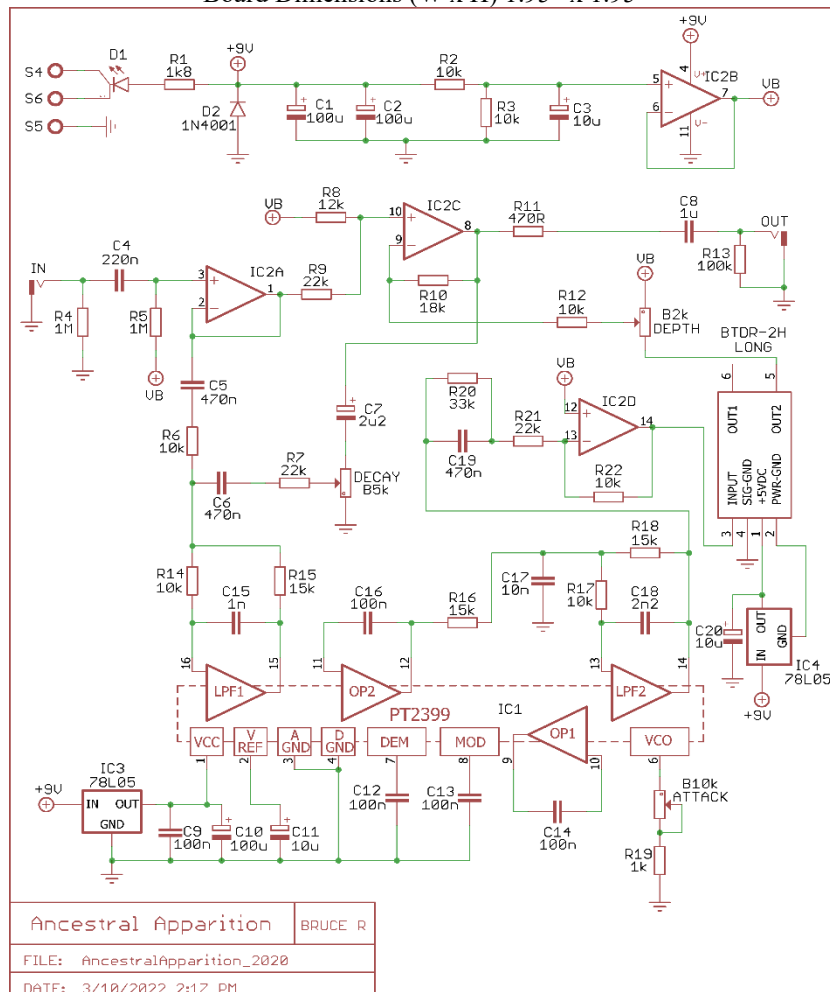 Board Dimensions (W x H) 1.95" x 1.95"
S4
S6
S5
D1
R1
1k8
+9V
D2
1N4001
C1
100u
C2
100u
R2
10k
R3
10k
C3
10u
+9V
4
V+
5
6
IC2B
7
VB
V-
11
IN
R4
1M
C4
220n
R5
1M
VB
3
2
IC2A
1
R9
22k
VB
R8
12k
10
9
IC2C
8
R10
18k
R11
470R
C8
1u
OUT
R13
100k
R12
10k
VB
B2k
DEPTH
BTDR-2H
LONG
6
5
OUT1
OUT2
INPUT
SIG-GND
+5VDC
PWR-GND
3
4
1
2
C5
470n
R6
10k
C6
470n
R7
22k
C7
2u2
DECAY
B5k
R20
33k
C19
470n
R21
22k
VB
12
13
IC2D
14
R22
10k
R14
10k
C15
1n
R15
15k
C16
100n
R16
15k
C17
10n
R17
10k
R18
15k
C18
2n2
C20
10u
OUT
GND
IN
IC4
78L05
+9V
16
15
LPF1
11
12
OP2
13
14
LPF2
PT2399
IC1
VCC
V
REF
A
GND
D
GND
DEM
MOD
OP1
VCO
1
2
3
4
7
8
9
10
6
IC3
78L05
+9V
IN
OUT
GND
C9
100n
C10
100u
C11
10u
C12
100n
C13
100n
C14
100n
B10k
ATTACK
R19
1k
Ancestral Apparition
BRUCE R
FILE: AncestralApparition_2020
DATE: 3/10/2022 2:17 PM